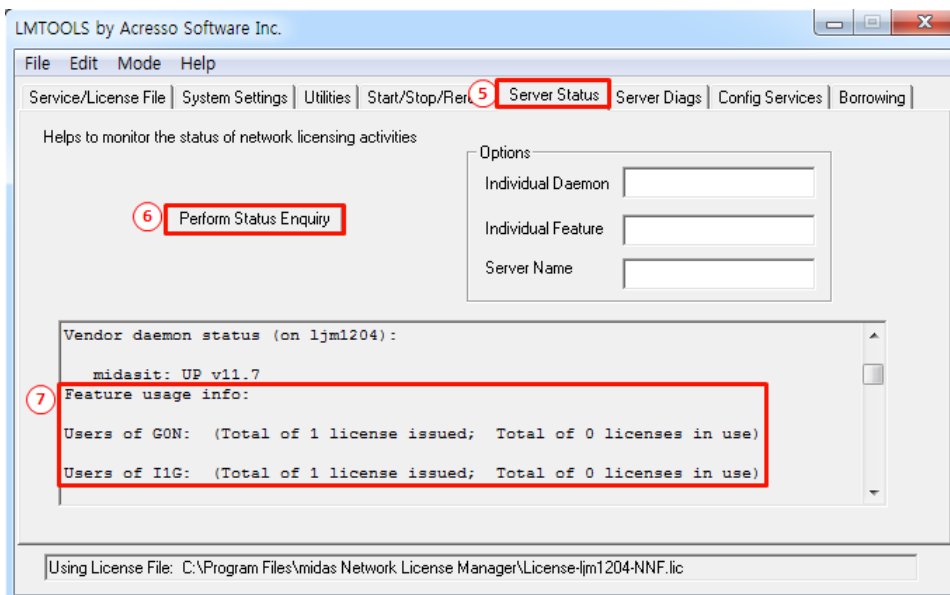 LMTOOLS by Acresso Software Inc.
File Edit Mode Help
Service/License File System Settings Utilities Start/Stop/Rer 5 Server Status Server Diags Config Services Borrowing
Helps to monitor the status of network licensing activities
Options
Individual Daemon
6 Perform Status Enquiry
Individual Feature
Server Name
Vendor daemon status (on ljm1204):
midasit: UP v11.7
7 Feature usage info:
Users of G0N: (Total of 1 license issued; Total of 0 licenses in use)
Users of I1G: (Total of 1 license issued; Total of 0 licenses in use)
Using License File: C:\Program Files\midas Network License Manager\License-ljm1204-NNF.lic